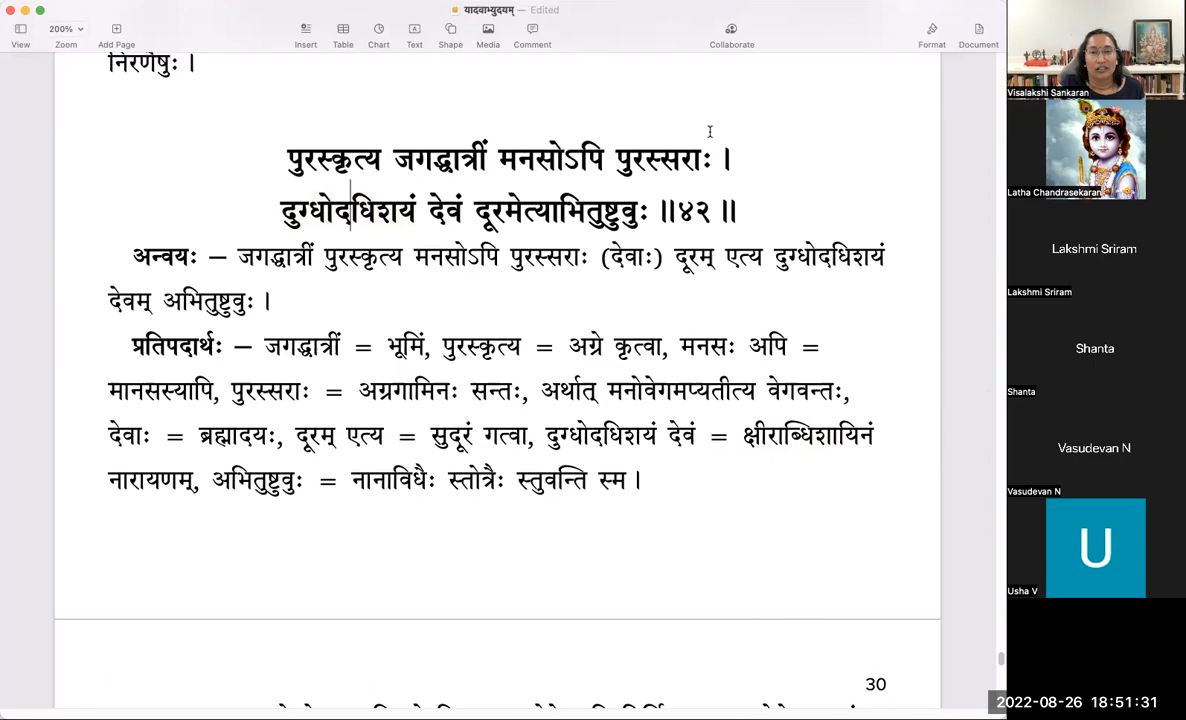 यादवाभ्युदयम् — Edited
200%
View Zoom Add Page Insert Table Chart Text Shape Media Comment Collaborate Format Document
निरणैषुः ।
पुरस्कृत्य जगद्धात्रीं मनसोऽपि पुरस्सराः ।
दुग्धोदधिशयं देवं दूरमेत्याभितुष्टुवुः ॥४२॥
अन्वयः – जगद्धात्रीं पुरस्कृत्य मनसोऽपि पुरस्सराः (देवाः) दूरम् एत्य दुग्धोदधिशयं
देवम् अभितुष्टुवुः ।
प्रतिपदार्थः – जगद्धात्रीं = भूमिं, पुरस्कृत्य = अग्रे कृत्वा, मनसः अपि =
मानसस्यापि, पुरस्सराः = अग्रगामिनः सन्तः, अर्थात् मनोवेगमप्यतीत्य वेगवन्तः,
देवाः = ब्रह्मादयः, दूरम् एत्य = सुदूरं गत्वा, दुग्धोदधिशयं देवं = क्षीराब्धिशायिनं
नारायणम्, अभितुष्टुवुः = नानाविधैः स्तोत्रैः स्तुवन्ति स्म ।
30
Visalakshi Sankaran
Latha Chandrasekaran
Lakshmi Sriram
Lakshmi Sriram
Shanta
Shanta
Vasudevan N
Vasudevan N
U
Usha V
2022-08-26 18:51:31